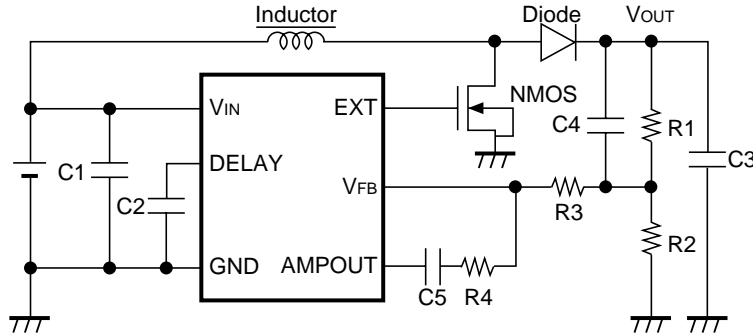 Inductor
Diode
VOUT
VIN
EXT
NMOS
C4
R1
C1
DELAY
C3
C2
VFB
R3
R2
GND
AMPOUT
C5
R4